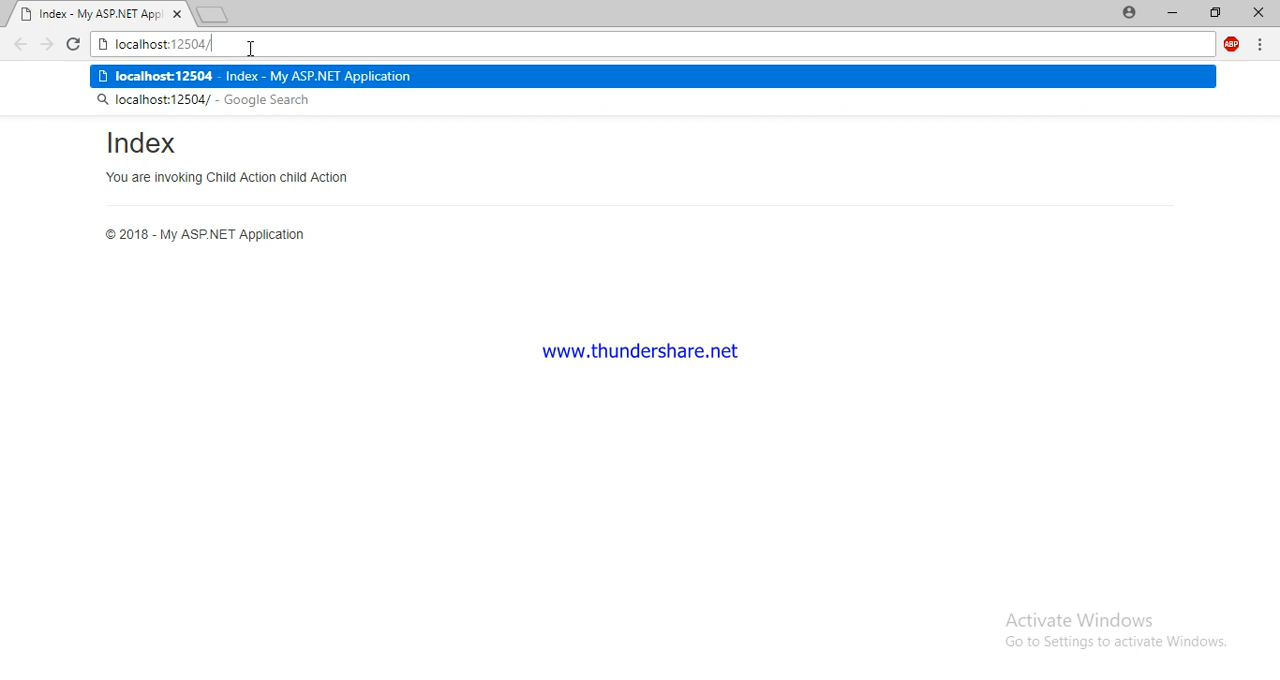 Index - My ASP.NET Appl
localhost:12504/
ABP
localhost:12504 - Index - My ASP.NET Application
localhost:12504/ - Google Search
Index
You are invoking Child Action child Action
© 2018 - My ASP.NET Application
www.thundershare.net
Activate Windows
Go to Settings to activate Windows.